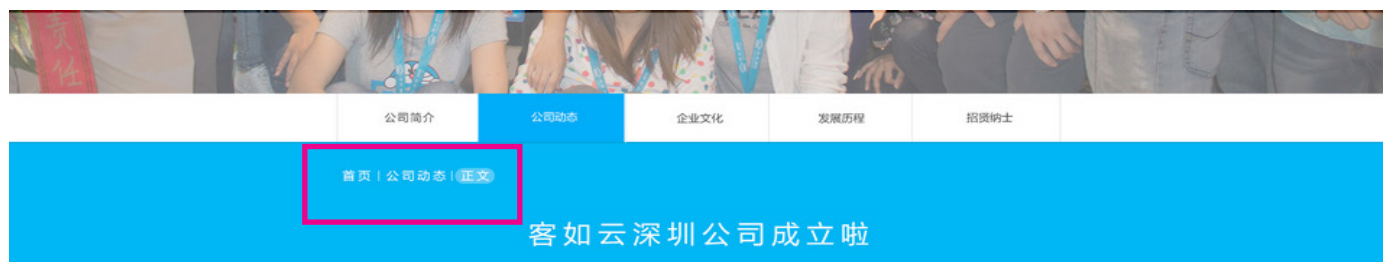 责任
公司简介
公司动态
企业文化
发展历程
招贤纳士
首页 | 公司动态 | 正文
客如云深圳公司成立啦